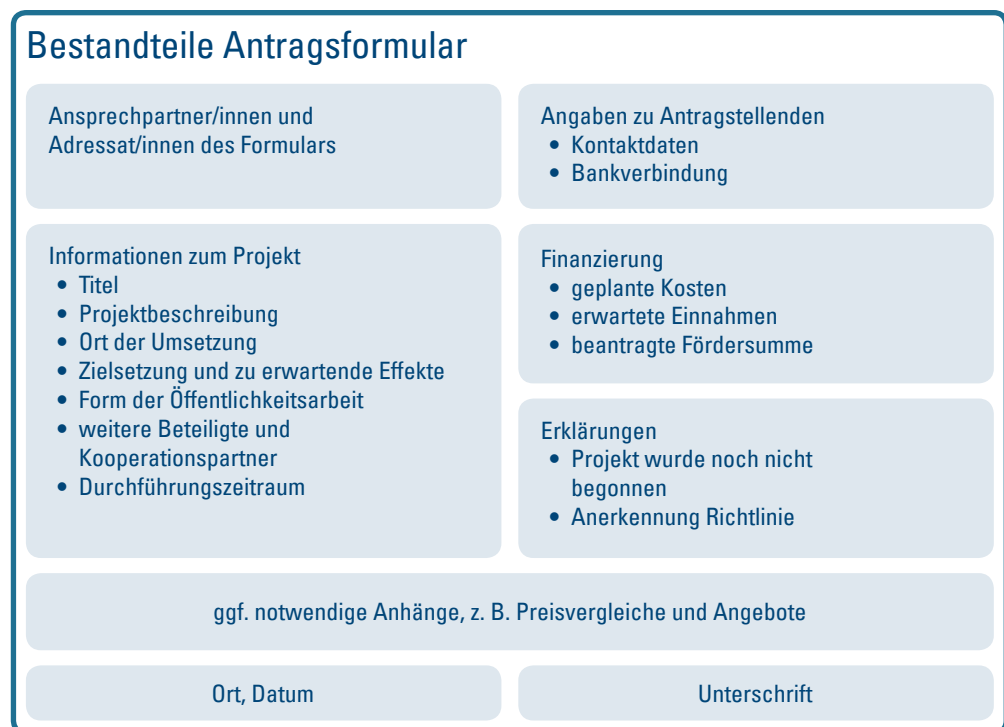 Bestandteile Antragsformular
Ansprechpartner/innen und
Adressat/innen des Formulars
Angaben zu Antragstellenden
• Kontaktdaten
• Bankverbindung
Informationen zum Projekt
• Titel
• Projektbeschreibung
• Ort der Umsetzung
• Zielsetzung und zu erwartende Effekte
• Form der Öffentlichkeitsarbeit
• weitere Beteiligte und
Kooperationspartner
• Durchführungszeitraum
Finanzierung
• geplante Kosten
• erwartete Einnahmen
• beantragte Fördersumme
Erklärungen
• Projekt wurde noch nicht
begonnen
• Anerkennung Richtlinie
ggf. notwendige Anhänge, z. B. Preisvergleiche und Angebote
Ort, Datum
Unterschrift